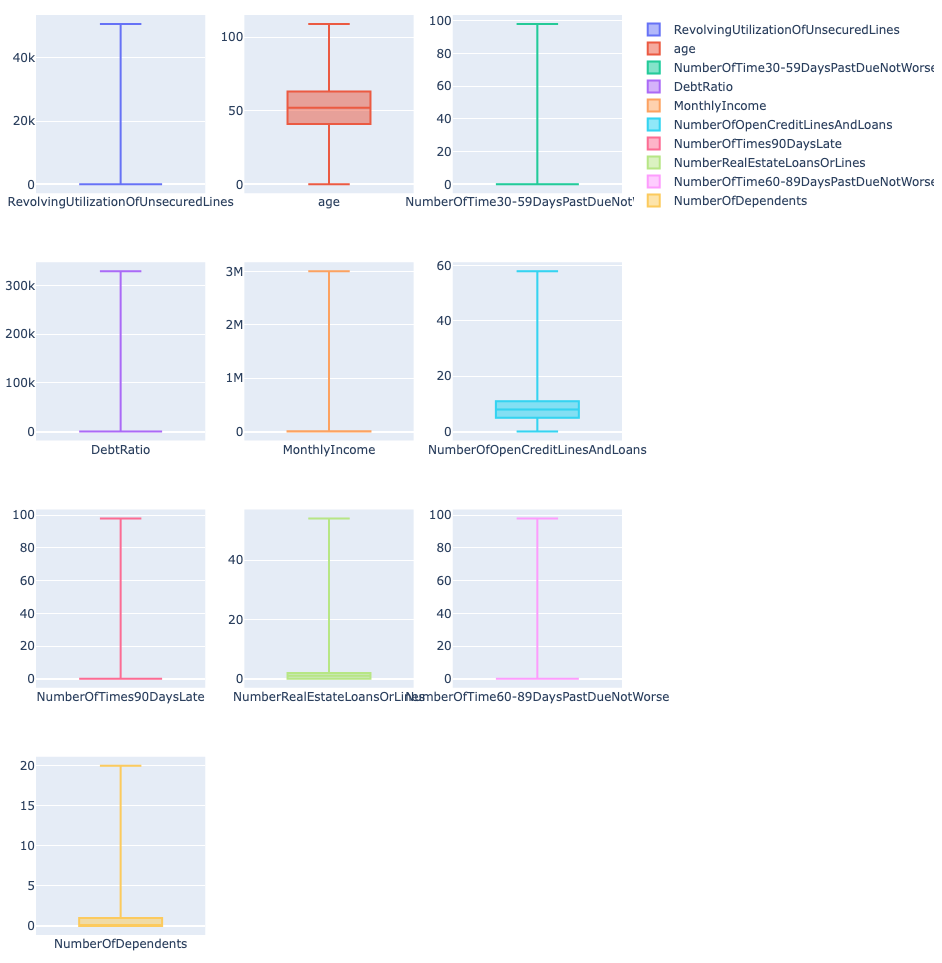 40k
20k
0
RevolvingUtilizationOfUnsecuredLines
100
50
0
age
100
80
60
40
20
0
NumberOfTime30-59DaysPastDueNot
RevolvingUtilizationOfUnsecuredLines
age
NumberOfTime30-59DaysPastDueNotWorse
DebtRatio
MonthlyIncome
NumberOfOpenCreditLinesAndLoans
NumberOfTimes90DaysLate
NumberRealEstateLoansOrLines
NumberOfTime60-89DaysPastDueNotWorse
NumberOfDependents
300k
200k
100k
0
DebtRatio
3M
2M
1M
0
MonthlyIncome
60
40
20
0
NumberOfOpenCreditLinesAndLoans
100
80
60
40
20
0
NumberOfTimes90DaysLate
40
20
0
NumberRealEstateLoansOrLines
100
80
60
40
20
0
NumberOfTime60-89DaysPastDueNotWorse
20
15
10
5
0
NumberOfDependents